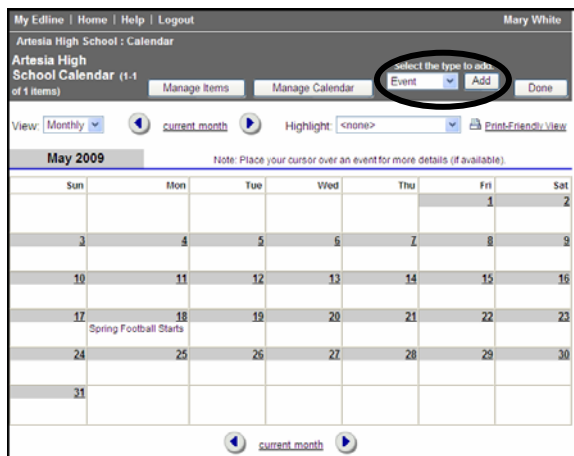 My Edline | Home | Help | Logout Mary White
Artesia High School : Calendar
Artesia High
School Calendar (1-1
of 1 items)
Manage Items Manage Calendar
Select the type to add.
Event Add Done
View: Monthly current month Highlight: <none> Print-Friendly View
May 2009 Note: Place your cursor over an event for more details (if available).
Sun Mon Tue Wed Thu Fri Sat
1 2
3 4 5 6 7 8 9
10 11 12 13 14 15 16
17 18 19 20 21 22 23
Spring Football Starts
24 25 26 27 28 29 30
31
current month